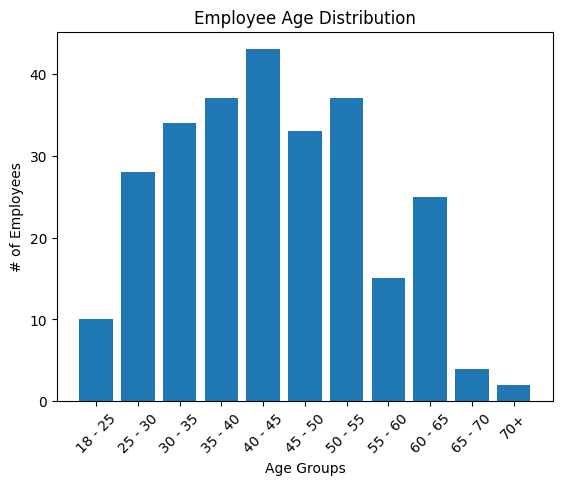 Employee Age Distribution
# of Employees
40
30
20
10
0
18 - 25
25 - 30
30 - 35
35 - 40
40 - 45
45 - 50
50 - 55
55 - 60
60 - 65
65 - 70
70+
Age Groups